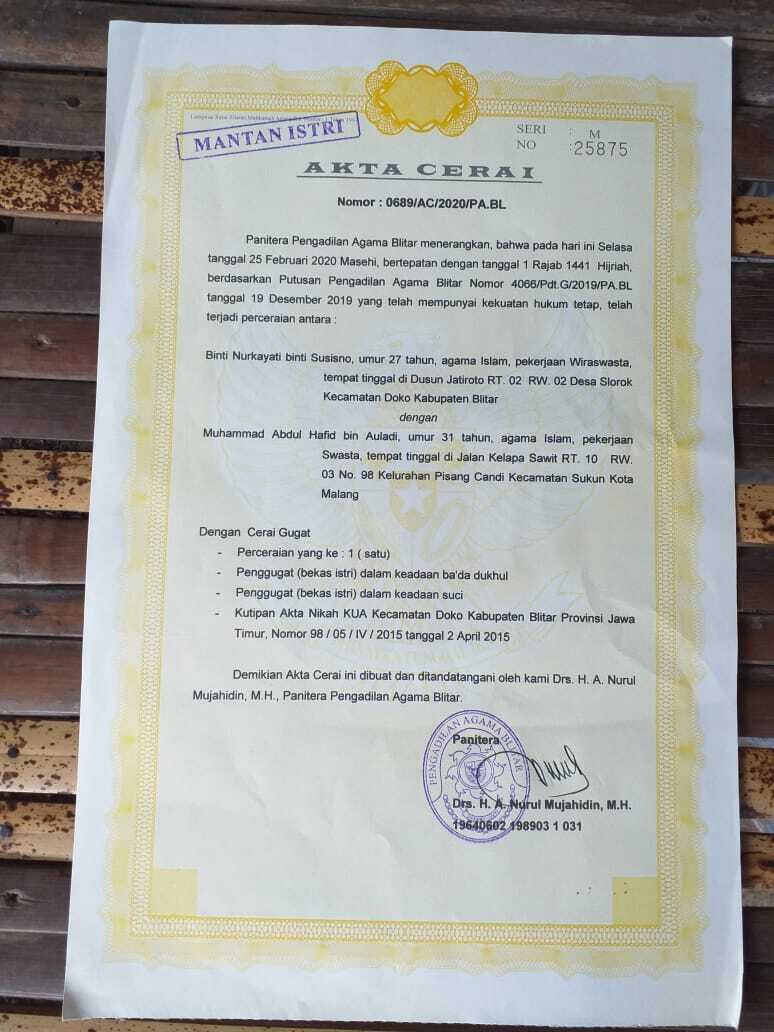 Lampiran Surat Edaran Mahkamah Agung
MANTAN ISTRI
SERI : M
NO :25875
AKTA CERAI
Nomor : 0689/AC/2020/PA.BL
Panitera Pengadilan Agama Blitar menerangkan, bahwa pada hari ini Selasa
tanggal 25 Februari 2020 Masehi, bertepatan dengan tanggal 1 Rajab 1441 Hijriah,
berdasarkan Putusan Pengadilan Agama Blitar Nomor 4066/Pdt.G/2019/PA.BL
tanggal 19 Desember 2019 yang telah mempunyai kekuatan hukum tetap, telah
terjadi perceraian antara :
Binti Nurkayati binti Susisno, umur 27 tahun, agama Islam, pekerjaan Wiraswasta,
tempat tinggal di Dusun Jatiroto RT. 02 RW. 02 Desa Slorok
Kecamatan Doko Kabupaten Blitar
dengan
Muhammad Abdul Hafid bin Auladi, umur 31 tahun, agama Islam, pekerjaan
Swasta, tempat tinggal di Jalan Kelapa Sawit RT. 10 RW.
03 No. 98 Kelurahan Pisang Candi Kecamatan Sukun Kota
Malang
Dengan Cerai Gugat
- Perceraian yang ke : 1 ( satu)
- Penggugat (bekas istri) dalam keadaan ba'da dukhul
- Penggugat (bekas istri) dalam keadaan suci
- Kutipan Akta Nikah KUA Kecamatan Doko Kabupaten Blitar Provinsi Jawa
Timur, Nomor 98 / 05 / IV / 2015 tanggal 2 April 2015
Demikian Akta Cerai ini dibuat dan ditandatangani oleh kami Drs. H. A. Nurul
Mujahidin, M.H., Panitera Pengadilan Agama Blitar.
PENGADILAN AGAMA BLITAR
Panitera
Drs. H. A. Nurul Mujahidin, M.H.
19640602 198903 1 031